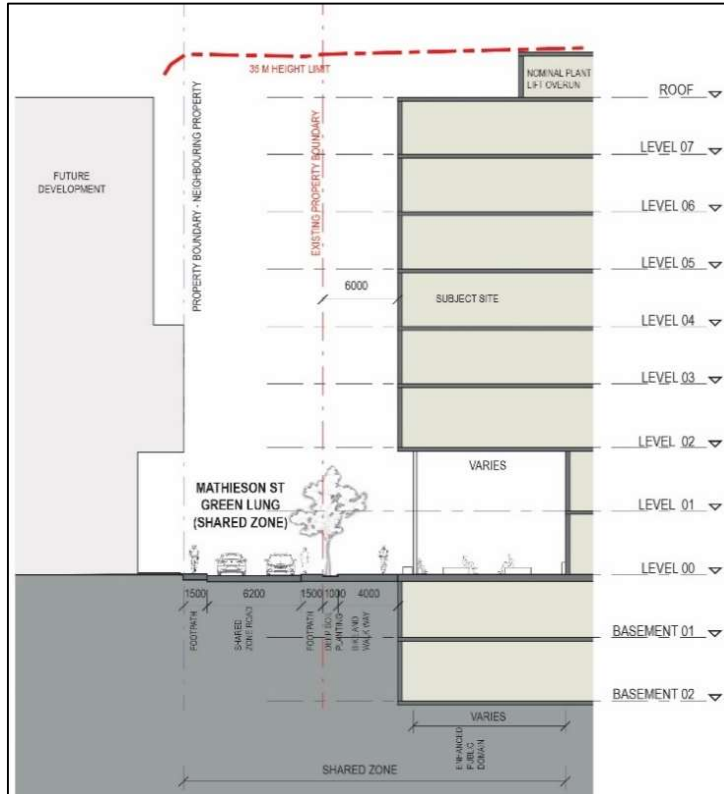 35 M HEIGHT LIMIT
NOMINAL PLANT
LIFT OVERUN
ROOF
LEVEL 07
FUTURE
DEVELOPMENT
PROPERTY BOUNDARY - NEIGHBOURING PROPERTY
EXISTING PROPERTY BOUNDARY
LEVEL 06
LEVEL 05
6000
SUBJECT SITE
LEVEL 04
LEVEL 03
LEVEL 02
VARIES
MATHIESON ST
GREEN LUNG
(SHARED ZONE)
LEVEL 01
LEVEL 00
1500
6200
1500
1000
4000
FOOTPATH
SHARED
ZONE ROAD
FOOTPATH
DEEP SOIL
PLANTING
BIKE AND
WALK WAY
BASEMENT 01
BASEMENT 02
VARIES
ENHANCED
PUBLIC
DOMAIN
SHARED ZONE